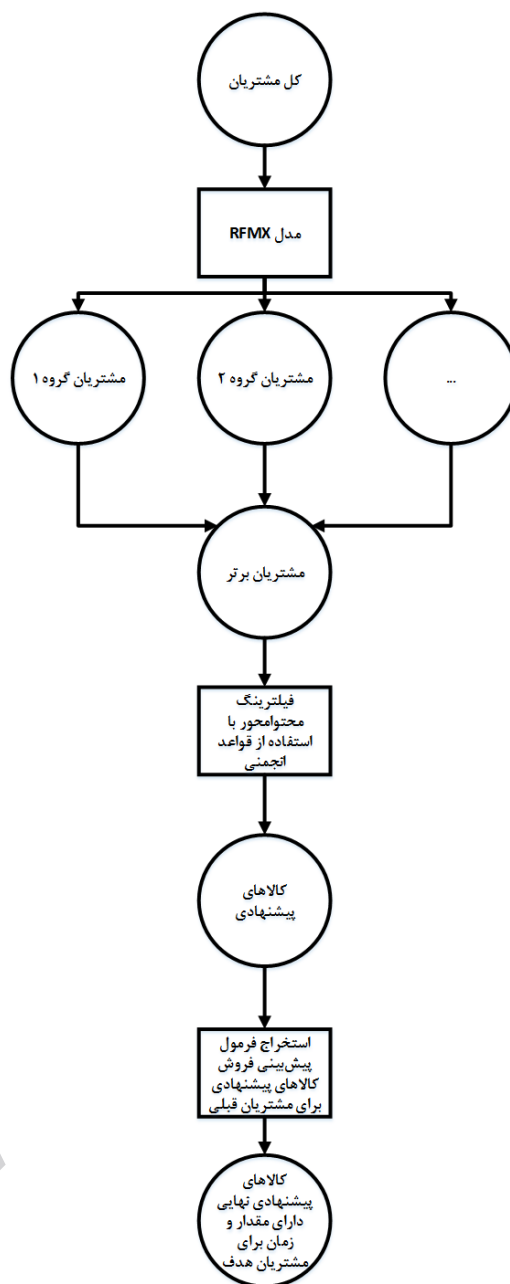 کل مشتریان
مدل RFMX
مشتریان گروه ۱
مشتریان گروه ۲
...
مشتریان برتر
فیلترینگ
محتوامحور با
استفاده از قواعد
انجمنی
کالاهای
پیشنهادی
استخراج فرمول
پیش‌بینی فروش
کالاهای پیشنهادی
برای مشتریان قبلی
کالاهای
پیشنهادی نهایی
دارای مقدار و
زمان برای
مشتریان هدف